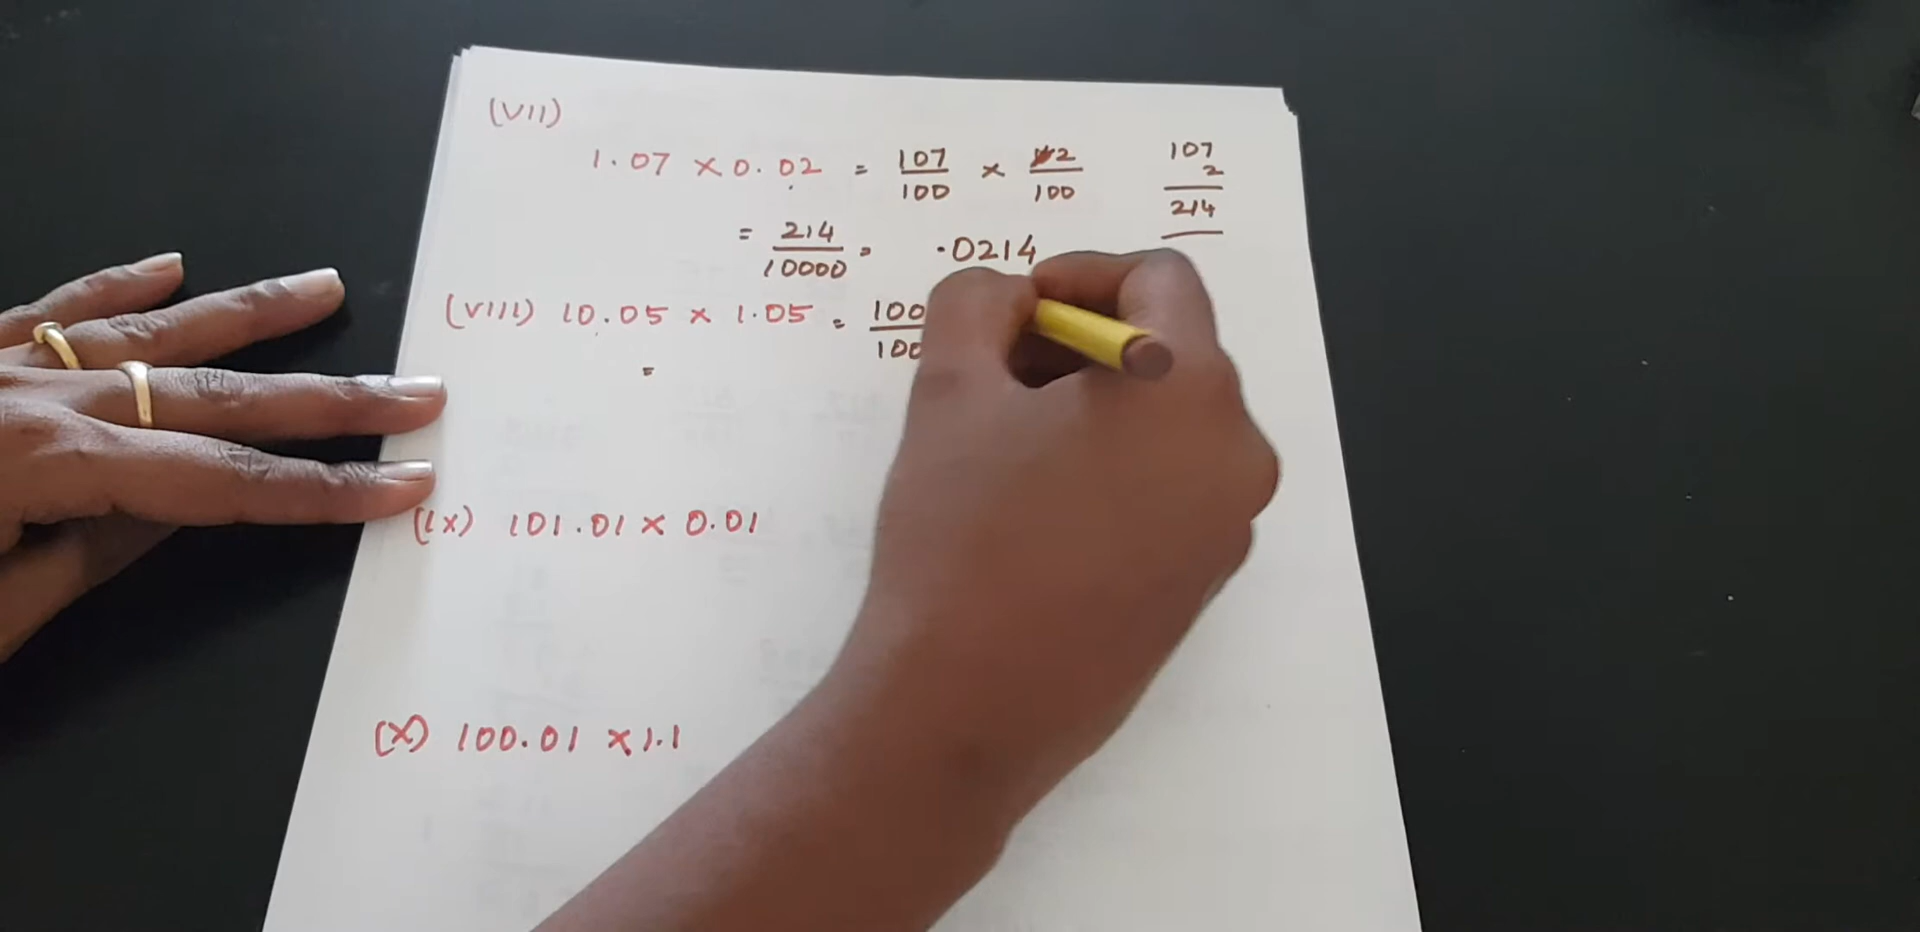 (VII)
1.07 × 0.02 = 107/100 × 2/100
107
2
214
= 214/10000 = .0214
(VIII) 10.05 × 1.05 = 100 / 100
=
(ix) 101.01 × 0.01
(X) 100.01 × 1.1